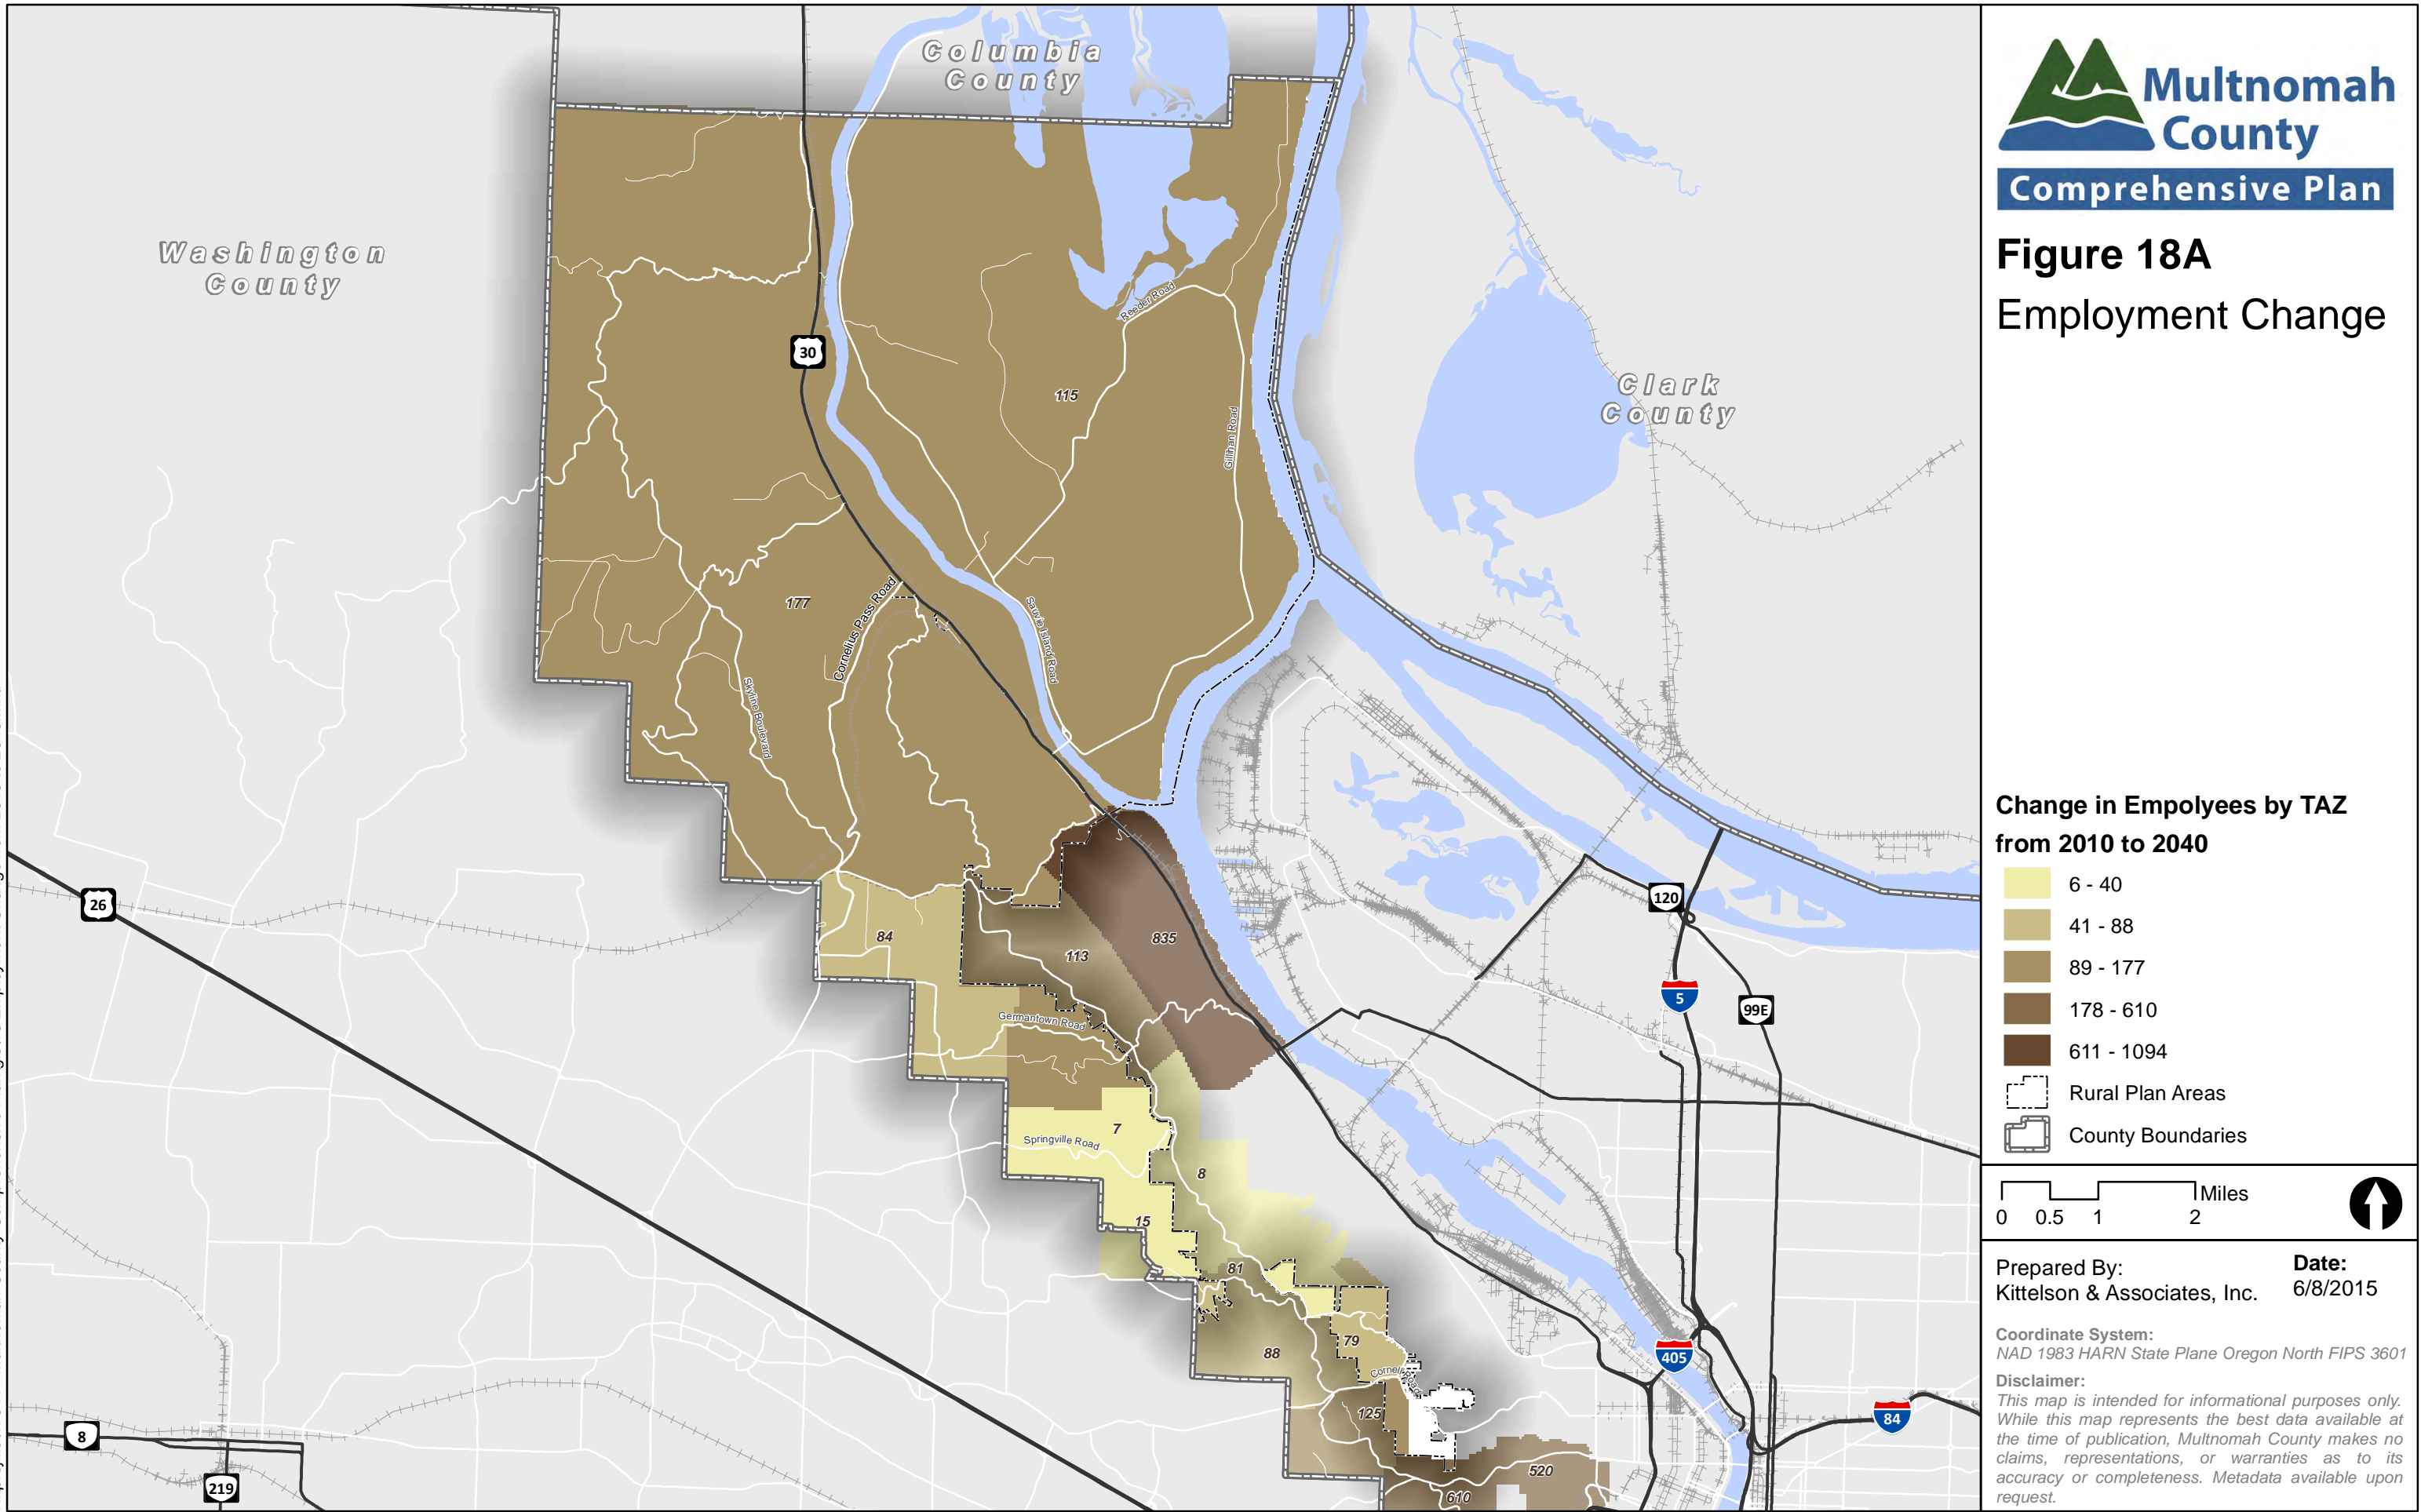 Columbia
County
Washington
County
Clark
County
30
Reeder Road
115
Gillihan Road
177
Cornelius Pass Road
Sauvie Island Road
Skyline Boulevard
26
84
113
835
120
5
99E
Germantown Road
7
Springville Road
8
15
81
79
88
Cornell Road
125
405
84
8
219
520
610
Multnomah
County
Comprehensive Plan
Figure 18A
Employment Change
Change in Empolyees by TAZ
from 2010 to 2040
6 - 40
41 - 88
89 - 177
178 - 610
611 - 1094
Rural Plan Areas
County Boundaries
Miles
0 0.5 1 2
Prepared By:
Kittelson & Associates, Inc.
Date:
6/8/2015
Coordinate System:
NAD 1983 HARN State Plane Oregon North FIPS 3601
Disclaimer:
This map is intended for informational purposes only.
While this map represents the best data available at
the time of publication, Multnomah County makes no
claims, representations, or warranties as to its
accuracy or completeness. Metadata available upon
request.